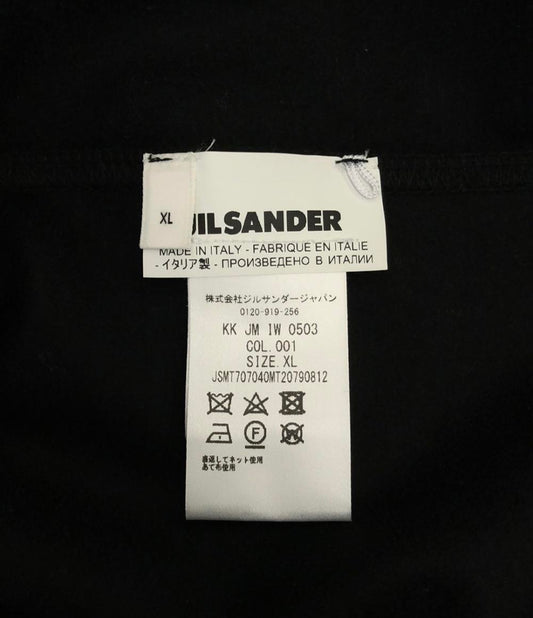 XL
JIL SANDER
MADE IN ITALY - FABRIQUE EN ITALIE
- イタリア製 - ПРОИЗВЕДЕНО В ИТАЛИИ
株式会社ジルサンダージャパン
0120-919-256
KK JM IW 0503
COL.001
SIZE.XL
JSMT707040MT20790812
F
W
裏返してネット使用
あて布使用